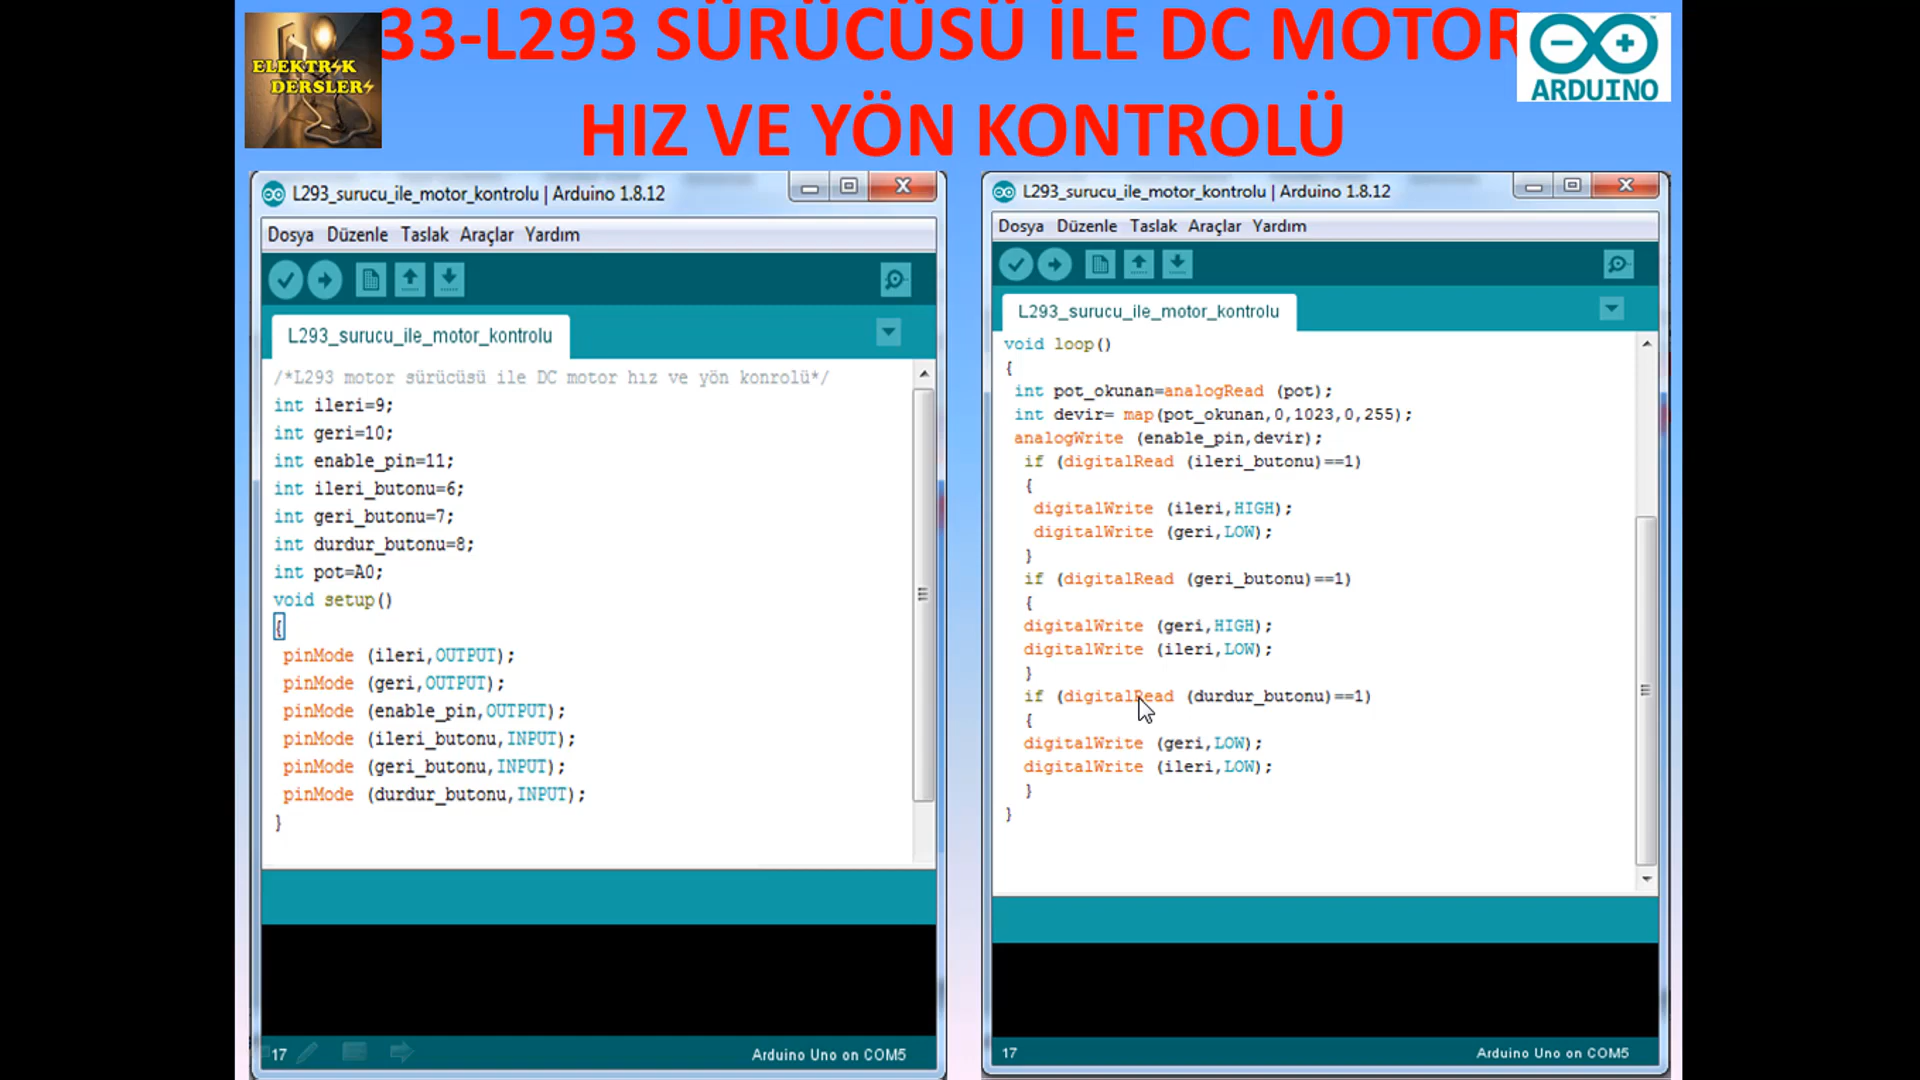 33-L293 SÜRÜCÜSÜ İLE DC MOTOR
HIZ VE YÖN KONTROLÜ
ELEKTRİK
DERSLERİ
ARDUINO
L293_surucu_ile_motor_kontrolu | Arduino 1.8.12
Dosya Düzenle Taslak Araçlar Yardım
L293_surucu_ile_motor_kontrolu
/*L293 motor sürücüsü ile DC motor hız ve yön konrolü*/
int ileri=9;
int geri=10;
int enable_pin=11;
int ileri_butonu=6;
int geri_butonu=7;
int durdur_butonu=8;
int pot=A0;
void setup()
{
pinMode (ileri,OUTPUT);
pinMode (geri,OUTPUT);
pinMode (enable_pin,OUTPUT);
pinMode (ileri_butonu,INPUT);
pinMode (geri_butonu,INPUT);
pinMode (durdur_butonu,INPUT);
}
17 Arduino Uno on COM5
L293_surucu_ile_motor_kontrolu | Arduino 1.8.12
Dosya Düzenle Taslak Araçlar Yardım
L293_surucu_ile_motor_kontrolu
void loop()
{
int pot_okunan=analogRead (pot);
int devir= map(pot_okunan,0,1023,0,255);
analogWrite (enable_pin,devir);
if (digitalRead (ileri_butonu)==1)
{
digitalWrite (ileri,HIGH);
digitalWrite (geri,LOW);
}
if (digitalRead (geri_butonu)==1)
{
digitalWrite (geri,HIGH);
digitalWrite (ileri,LOW);
}
if (digitalRead (durdur_butonu)==1)
{
digitalWrite (geri,LOW);
digitalWrite (ileri,LOW);
}
}
17 Arduino Uno on COM5